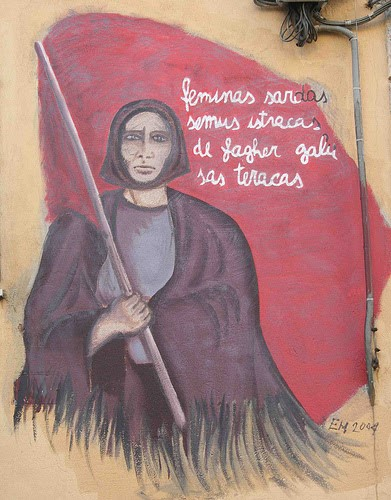 feminas sardas
semus istracas
de fagher galu
sas teracas
EM 2004